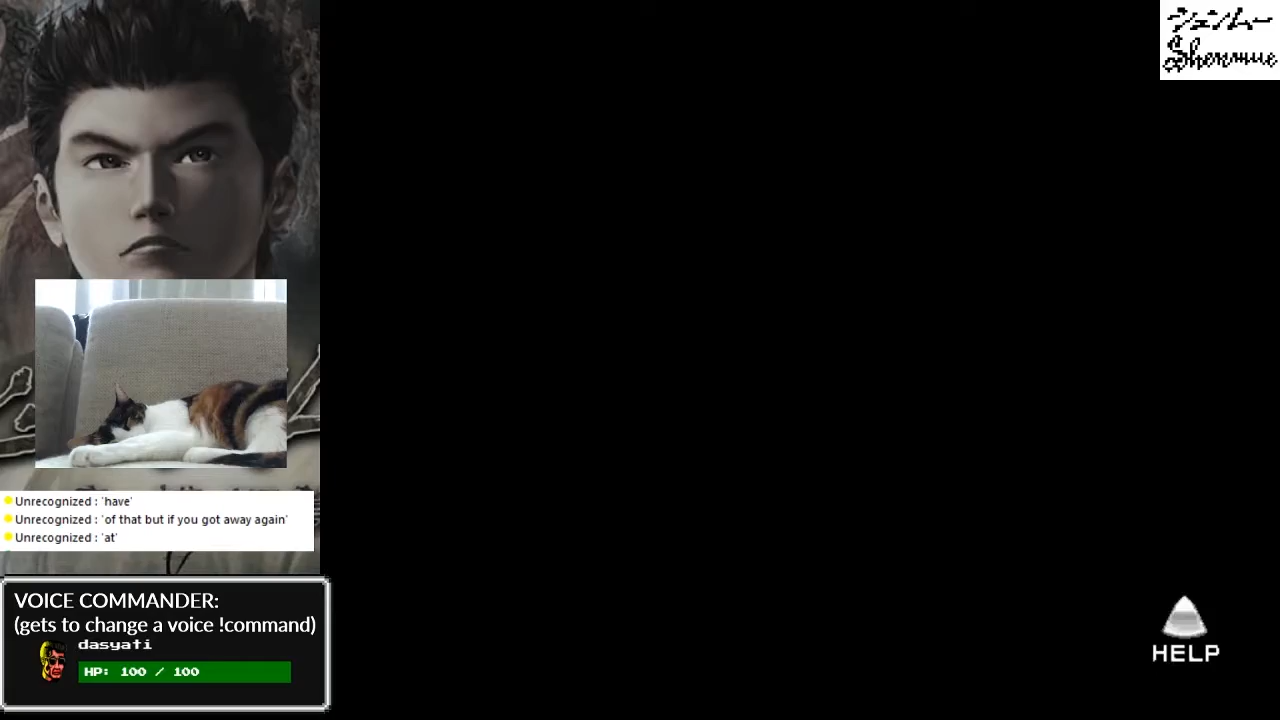 シェンムー
Shenmue
Unrecognized : 'have'
Unrecognized : 'of that but if you got away again'
Unrecognized : 'at'
VOICE COMMANDER:
(gets to change a voice !command)
dasyati
HP: 100 / 100
HELP